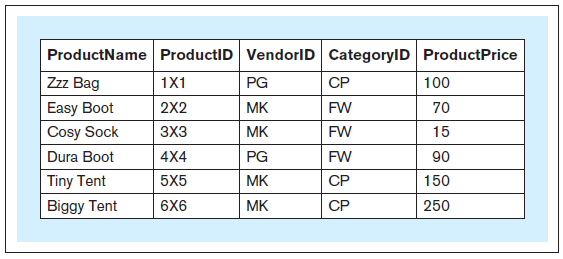 ProductName ProductID VendorID CategoryID ProductPrice
Zzz Bag 1X1 PG CP 100
Easy Boot 2X2 MK FW 70
Cosy Sock 3X3 MK FW 15
Dura Boot 4X4 PG FW 90
Tiny Tent 5X5 MK CP 150
Biggy Tent 6X6 MK CP 250